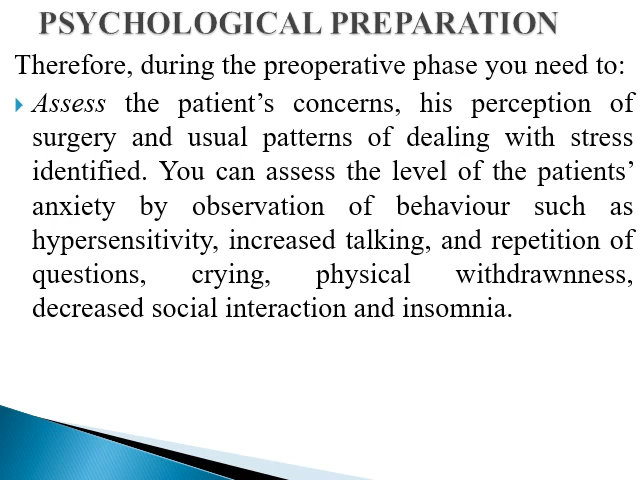 PSYCHOLOGICAL PREPARATION
Therefore, during the preoperative phase you need to:
Assess the patient’s concerns, his perception of
surgery and usual patterns of dealing with stress
identified. You can assess the level of the patients’
anxiety by observation of behaviour such as
hypersensitivity, increased talking, and repetition of
questions, crying, physical withdrawnness,
decreased social interaction and insomnia.